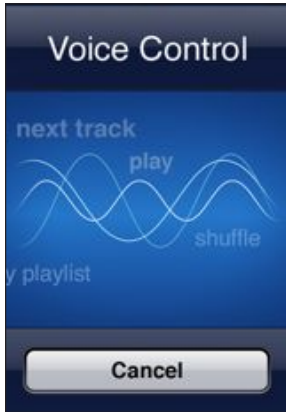 Voice Control
next track
play
shuffle
y playlist
Cancel